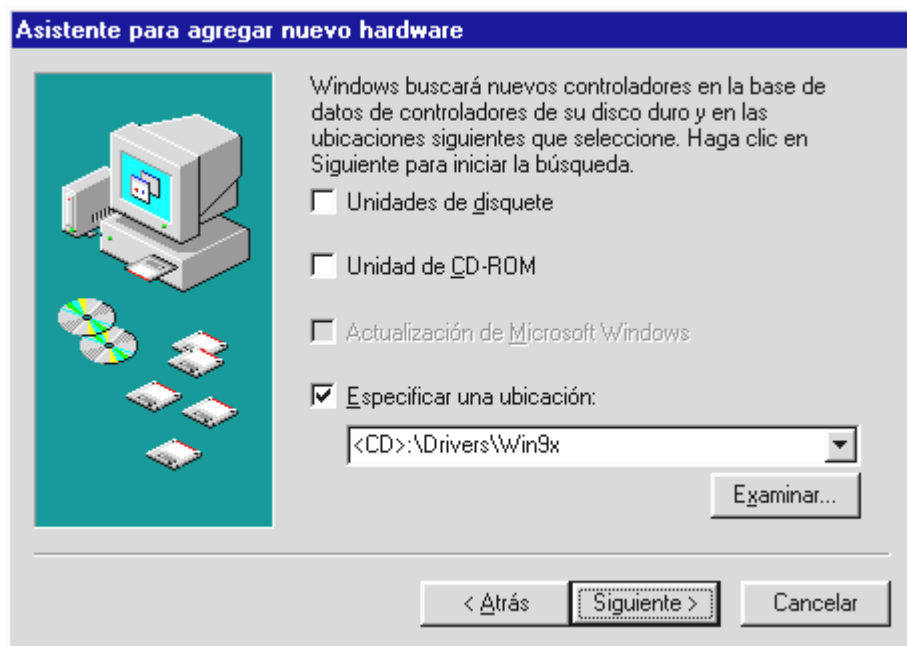 Asistente para agregar nuevo hardware
Windows buscará nuevos controladores en la base de
datos de controladores de su disco duro y en las
ubicaciones siguientes que seleccione. Haga clic en
Siguiente para iniciar la búsqueda.
Unidades de disquete
Unidad de CD-ROM
Actualización de Microsoft Windows
Especificar una ubicación:
<CD>:\Drivers\Win9x
Examinar...
< Atrás Siguiente > Cancelar